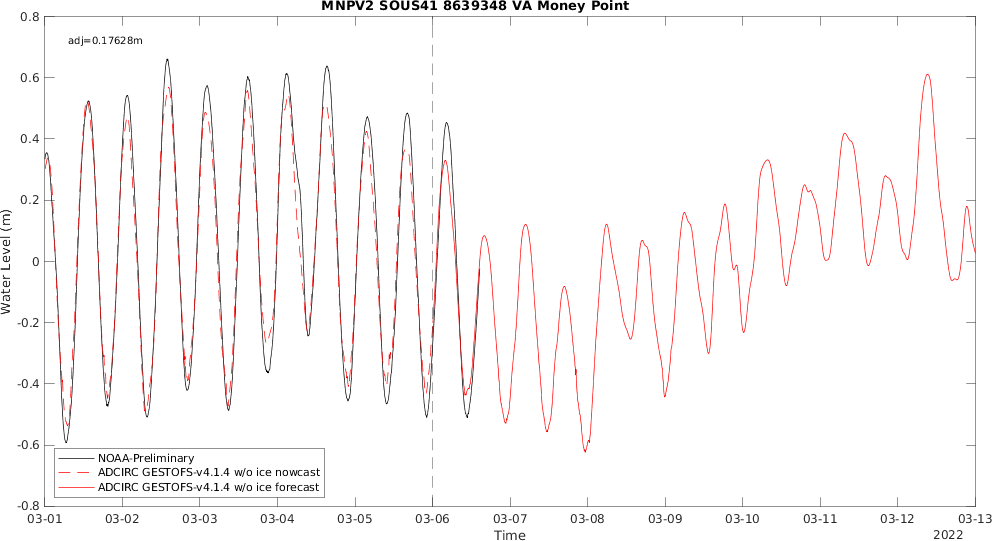 MNPV2 SOUS41 8639348 VA Money Point
adj=0.17628m
0.8
0.6
0.4
0.2
0
-0.2
-0.4
-0.6
-0.8
Water Level (m)
NOAA-Preliminary
ADCIRC GESTOFS-v4.1.4 w/o ice nowcast
ADCIRC GESTOFS-v4.1.4 w/o ice forecast
03-01 03-02 03-03 03-04 03-05 03-06 03-07 03-08 03-09 03-10 03-11 03-12 03-13
Time
2022